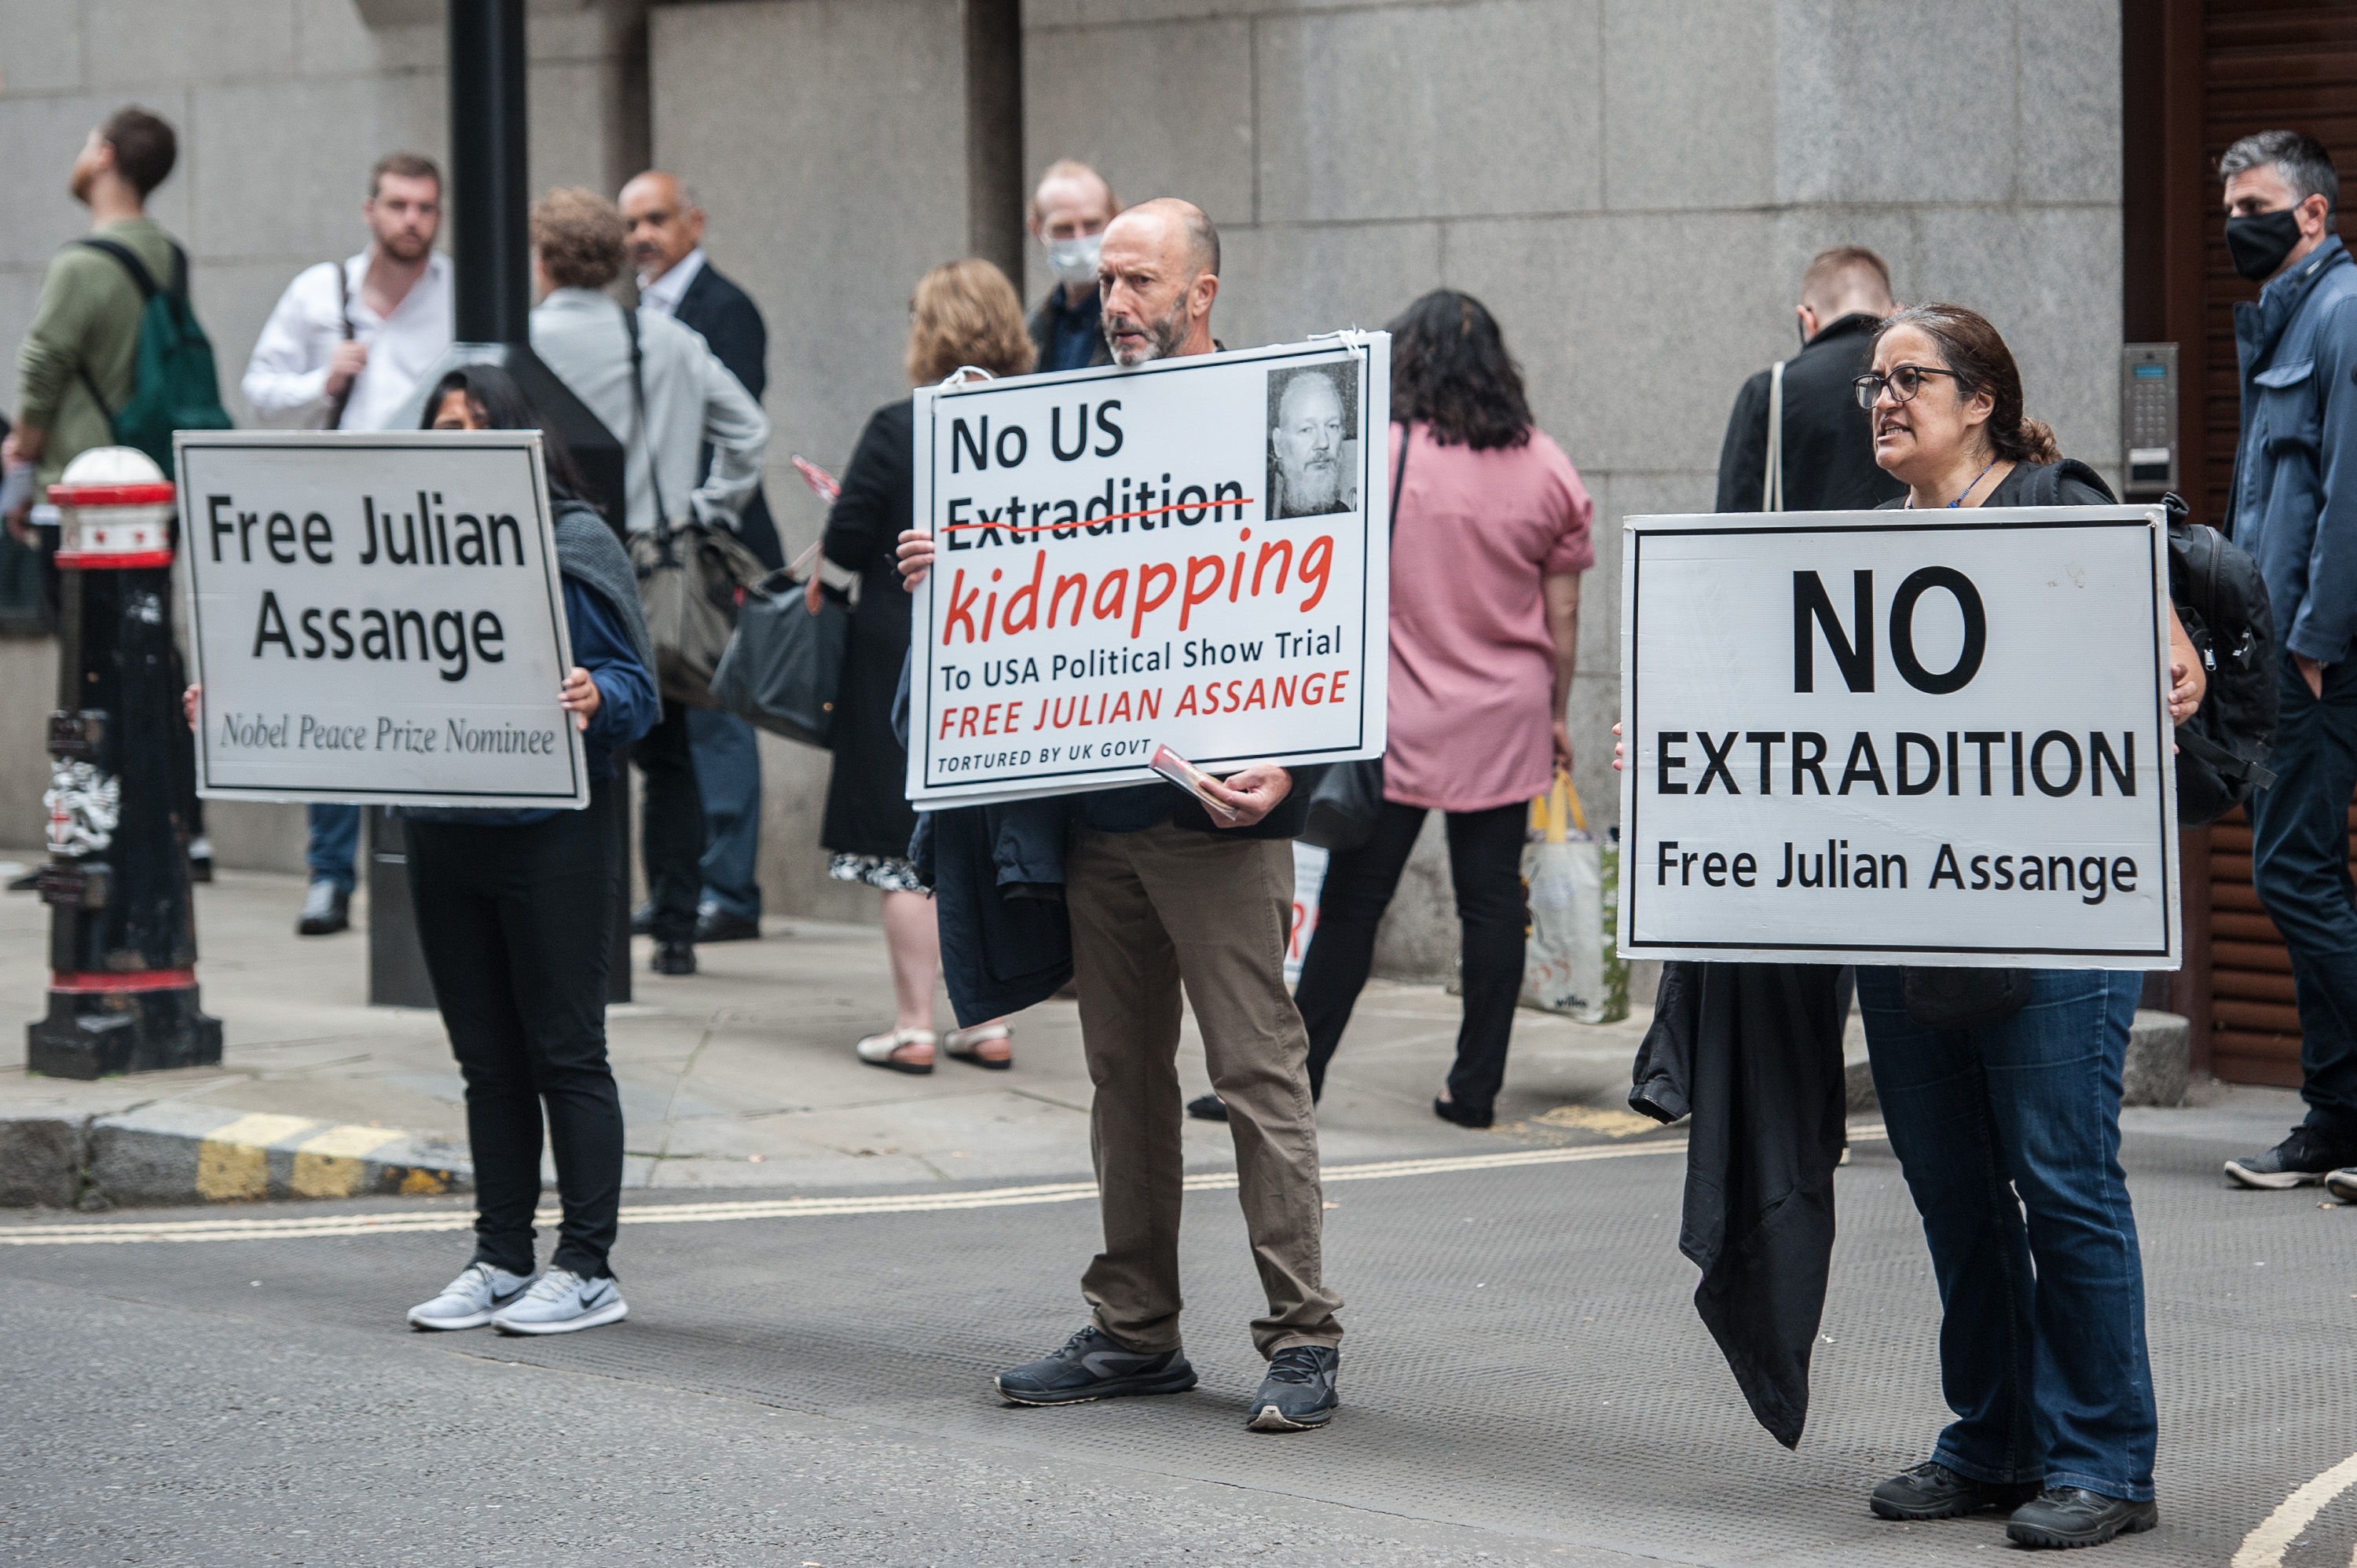 Free Julian
Assange
Nobel Peace Prize Nominee
No US
Extradition
kidnapping
To USA Political Show Trial
FREE JULIAN ASSANGE
TORTURED BY UK GOVT
NO
EXTRADITION
Free Julian Assange
wilko